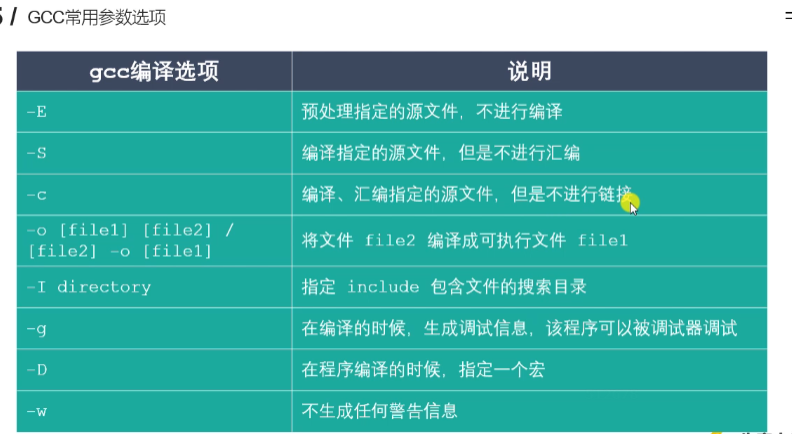 / GCC常用参数选项
gcc编译选项 说明
-E 预处理指定的源文件，不进行编译
-S 编译指定的源文件，但是不进行汇编
-c 编译、汇编指定的源文件，但是不进行链接
-o [file1] [file2] /
[file2] -o [file1] 将文件 file2 编译成可执行文件 file1
-I directory 指定 include 包含文件的搜索目录
-g 在编译的时候，生成调试信息，该程序可以被调试器调试
-D 在程序编译的时候，指定一个宏
-w 不生成任何警告信息